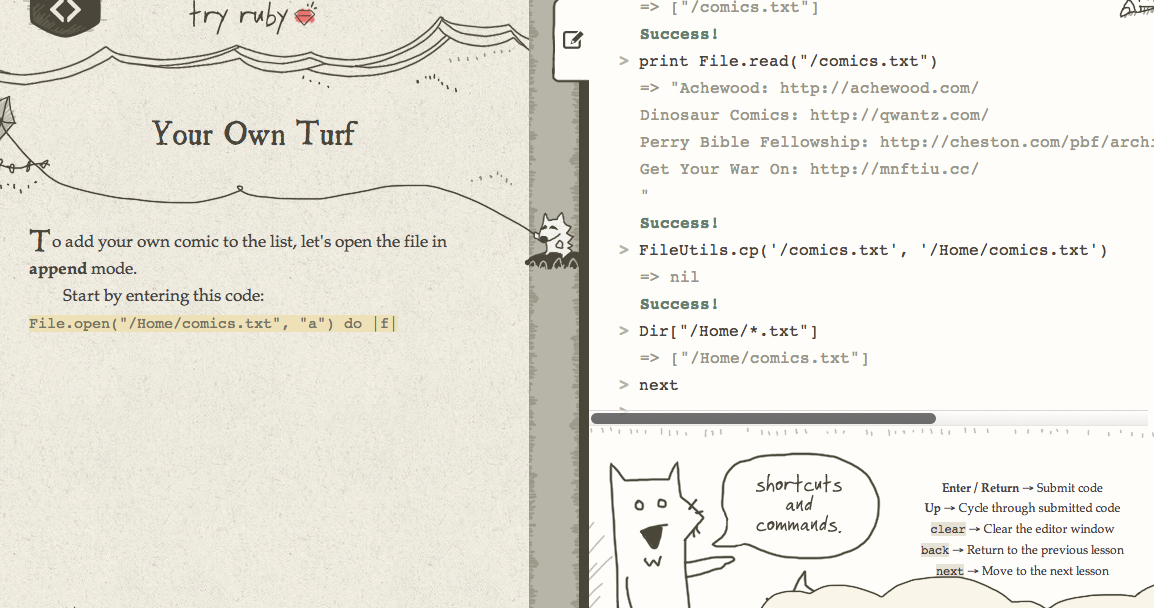 try ruby
Your Own Turf
To add your own comic to the list, let's open the file in
append mode.
Start by entering this code:
File.open("/Home/comics.txt", "a") do |f|
=> ["/comics.txt"]
Success!
> print File.read("/comics.txt")
=> "Achewood: http://achewood.com/
Dinosaur Comics: http://qwantz.com/
Perry Bible Fellowship: http://cheston.com/pbf/archi
Get Your War On: http://mnftiu.cc/
"
Success!
> FileUtils.cp('/comics.txt', '/Home/comics.txt')
=> nil
Success!
> Dir["/Home/*.txt"]
=> ["/Home/comics.txt"]
> next
>
shortcuts
and
commands.
Enter / Return → Submit code
Up → Cycle through submitted code
clear → Clear the editor window
back → Return to the previous lesson
next → Move to the next lesson